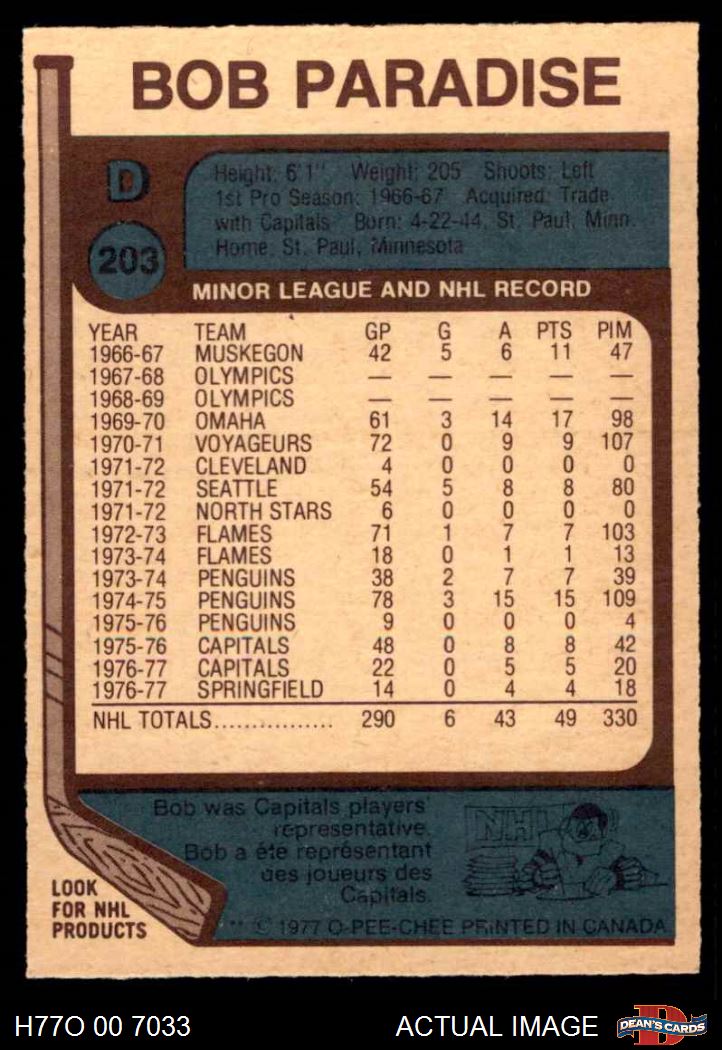 BOB PARADISE
D
203
Height: 6'1" Weight: 205 Shoots: Left
1st Pro Season: 1966-67 Acquired: Trade
with Capitals Born: 4-22-44, St. Paul, Minn.
Home: St. Paul, Minnesota
MINOR LEAGUE AND NHL RECORD
YEAR TEAM GP G A PTS PIM
1966-67 MUSKEGON 42 5 6 11 47
1967-68 OLYMPICS — — — — —
1968-69 OLYMPICS — — — — —
1969-70 OMAHA 61 3 14 17 98
1970-71 VOYAGEURS 72 0 9 9 107
1971-72 CLEVELAND 4 0 0 0 0
1971-72 SEATTLE 54 5 8 8 80
1971-72 NORTH STARS 6 0 0 0 0
1972-73 FLAMES 71 1 7 7 103
1973-74 FLAMES 18 0 1 1 13
1973-74 PENGUINS 38 2 7 7 39
1974-75 PENGUINS 78 3 15 15 109
1975-76 PENGUINS 9 0 0 0 4
1975-76 CAPITALS 48 0 8 8 42
1976-77 CAPITALS 22 0 5 5 20
1976-77 SPRINGFIELD 14 0 4 4 18
NHL TOTALS................ 290 6 43 49 330
Bob was Capitals players'
representative.
Bob a éte représentant
des joueurs des
Capitals.
NHL
LOOK
FOR NHL
PRODUCTS
** © 1977 O-PEE-CHEE PRINTED IN CANADA
H77O 00 7033
ACTUAL IMAGE
D
DEAN'S CARDS